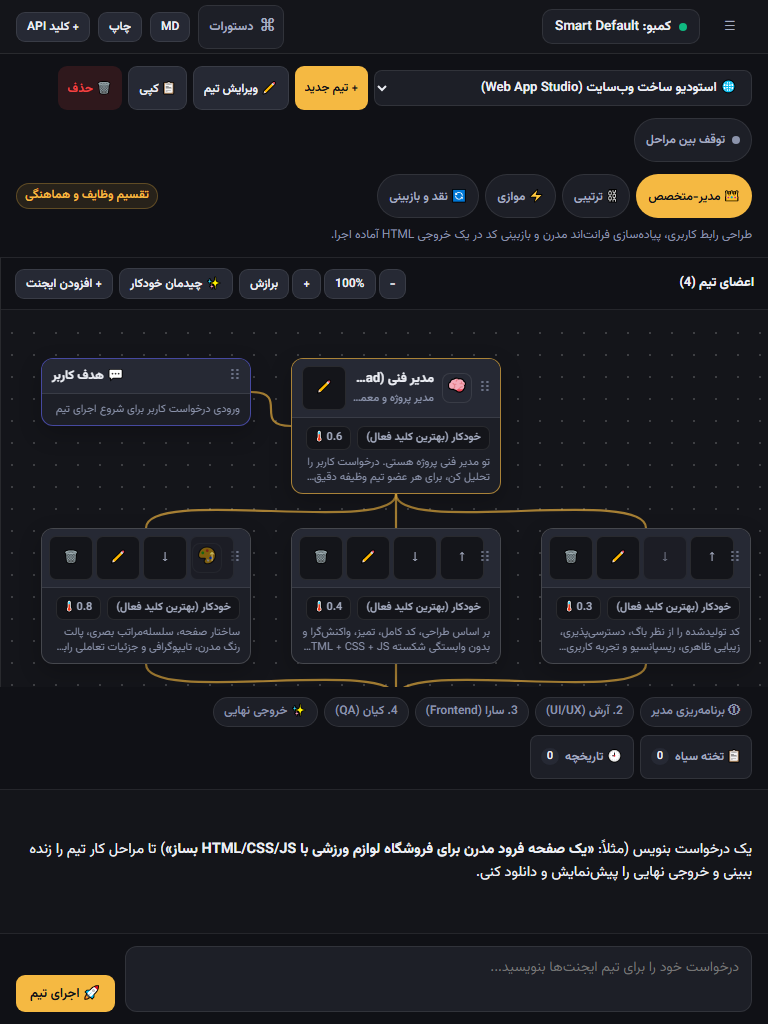 کمبو: Smart Default
دستورات
MD
چاپ
+ کلید API
استودیو ساخت وب‌سایت (Web App Studio)
+ تیم جدید
ویرایش تیم
کپی
حذف
توقف بین مراحل
مدیر-متخصص
ترتیبی
موازی
نقد و بازبینی
تقسیم وظایف و هماهنگی
طراحی رابط کاربری، پیاده‌سازی فرانت‌اند مدرن و بازبینی کد در یک خروجی HTML آماده اجرا.
اعضای تیم (4)
-
100%
+
برازش
چیدمان خودکار
+ افزودن ایجنت
مدیر فنی (ad...
مدیر پروژه و معم...
خودکار (بهترین کلید فعال)
0.6
تو مدیر فنی پروژه هستی. درخواست کاربر را
تحلیل کن، برای هر عضو تیم وظیفه دقیق...
هدف کاربر
ورودی درخواست کاربر برای شروع اجرای تیم
↑
↓
خودکار (بهترین کلید فعال)
0.3
کد تولیدشده را از نظر باگ، دسترسی‌پذیری،
زیبایی ظاهری، ریسپانسیو و تجربه کاربری...
↑
↓
خودکار (بهترین کلید فعال)
0.4
بر اساس طراحی، کد کامل، تمیز، واکنش‌گرا و
بدون وابستگی شکسته TML + CSS + JS...
↑
↓
خودکار (بهترین کلید فعال)
0.8
ساختار صفحه، سلسله‌مراتب بصری، پالت
رنگ مدرن، تایپوگرافی و جزئیات تعاملی راب...
① برنامه‌ریزی مدیر
2. آرش (UI/UX)
3. سارا (Frontend)
4. کیان (QA)
خروجی نهایی
تخته سیاه 0
تاریخچه 0
یک درخواست بنویس (مثلاً: «یک صفحه فرود مدرن برای فروشگاه لوازم ورزشی با HTML/CSS/JS بساز») تا مراحل کار تیم را زنده
ببینی و خروجی نهایی را پیش‌نمایش و دانلود کنی.
درخواست خود را برای تیم ایجنت‌ها بنویسید...
اجرای تیم